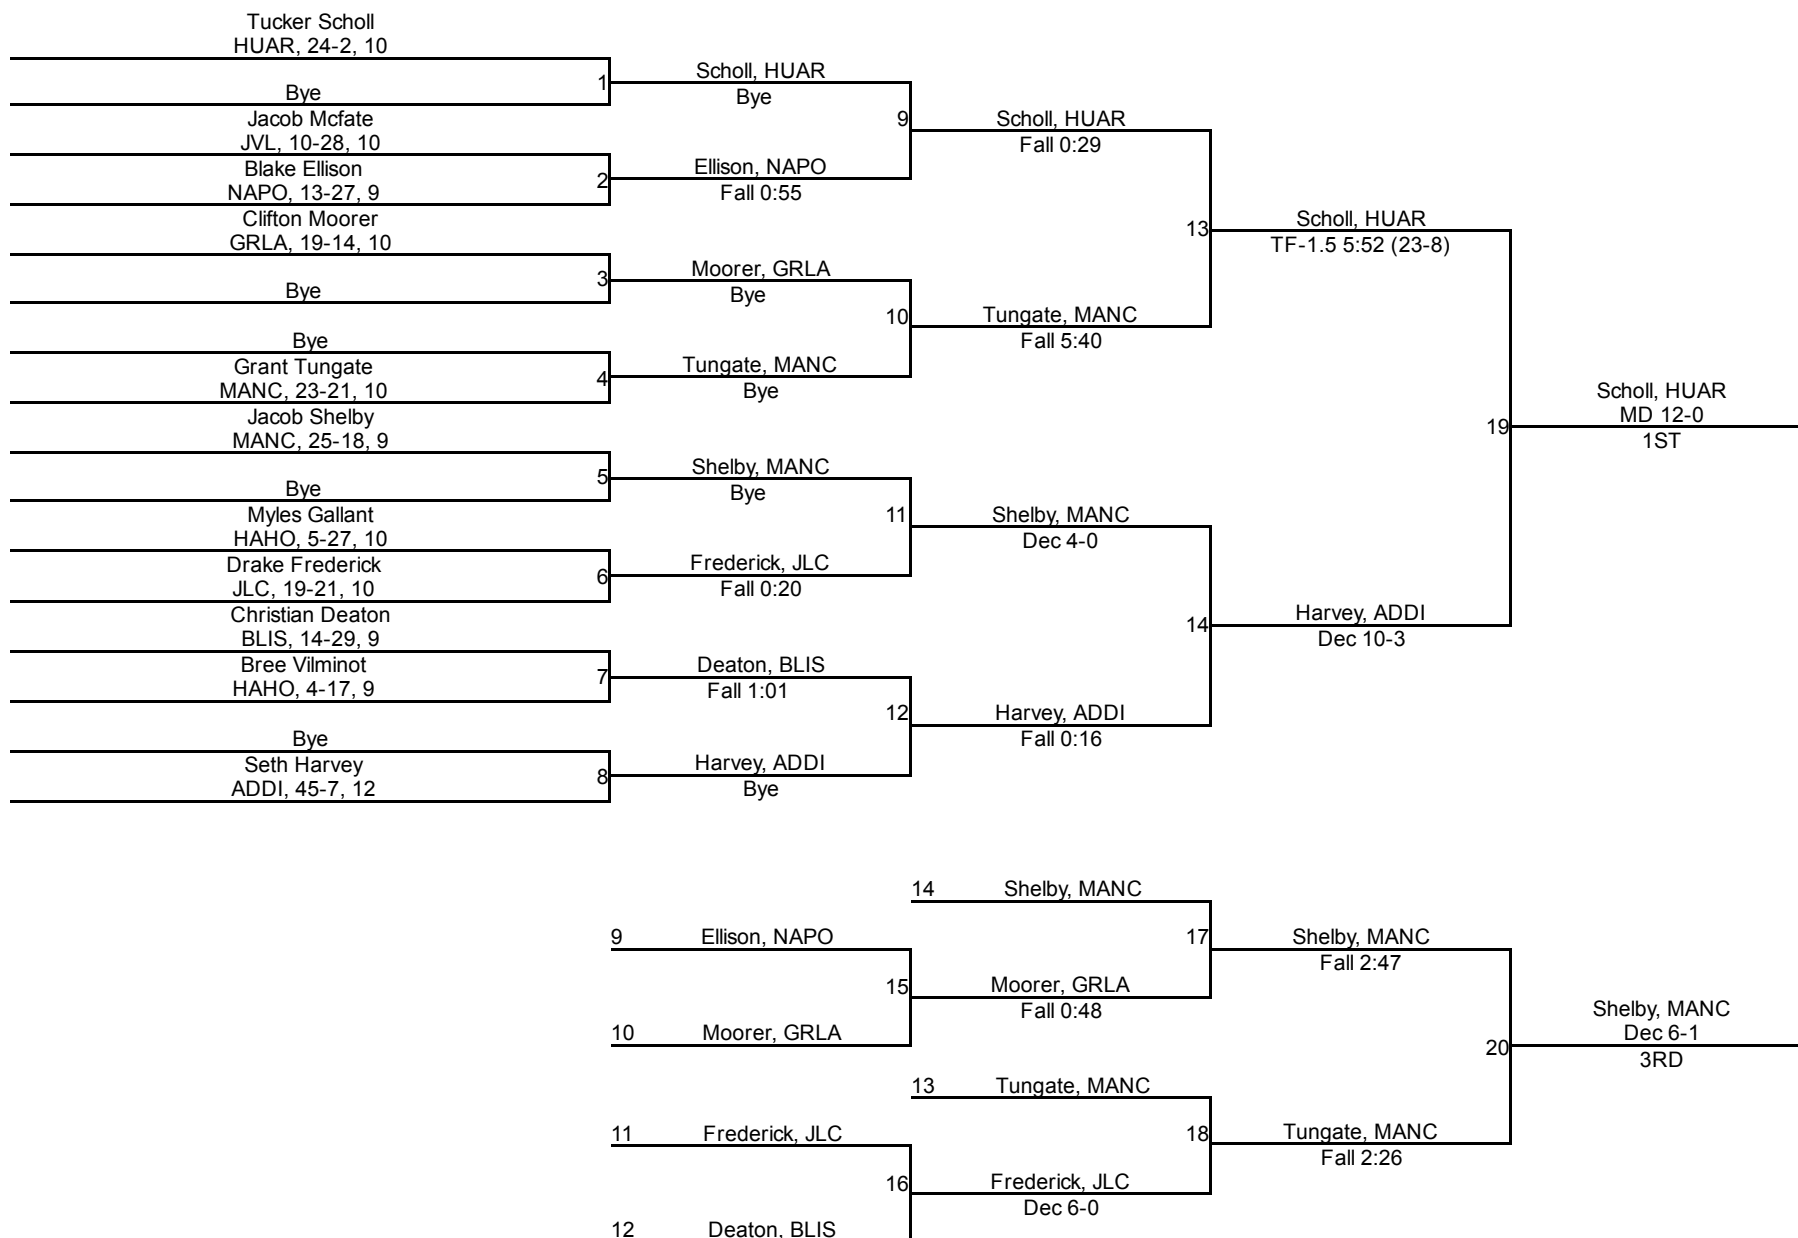 Tucker Scholl
HUAR, 24-2, 10
Bye
1
Scholl, HUAR
Bye
Jacob Mcfate
JVL, 10-28, 10
Blake Ellison
NAPO, 13-27, 9
2
Ellison, NAPO
Fall 0:55
9
Scholl, HUAR
Fall 0:29
Clifton Moorer
GRLA, 19-14, 10
Bye
3
Moorer, GRLA
Bye
Bye
Grant Tungate
MANC, 23-21, 10
4
Tungate, MANC
Bye
10
Tungate, MANC
Fall 5:40
13
Scholl, HUAR
TF-1.5 5:52 (23-8)
Jacob Shelby
MANC, 25-18, 9
Bye
5
Shelby, MANC
Bye
Myles Gallant
HAHO, 5-27, 10
Drake Frederick
JLC, 19-21, 10
6
Frederick, JLC
Fall 0:20
11
Shelby, MANC
Dec 4-0
Christian Deaton
BLIS, 14-29, 9
Bree Vilminot
HAHO, 4-17, 9
7
Deaton, BLIS
Fall 1:01
Bye
Seth Harvey
ADDI, 45-7, 12
8
Harvey, ADDI
Bye
12
Harvey, ADDI
Fall 0:16
14
Harvey, ADDI
Dec 10-3
19
Scholl, HUAR
MD 12-0
1ST
14
Shelby, MANC
9
Ellison, NAPO
10
Moorer, GRLA
15
Moorer, GRLA
Fall 0:48
17
Shelby, MANC
Fall 2:47
13
Tungate, MANC
11
Frederick, JLC
12
Deaton, BLIS
16
Frederick, JLC
Dec 6-0
18
Tungate, MANC
Fall 2:26
20
Shelby, MANC
Dec 6-1
3RD